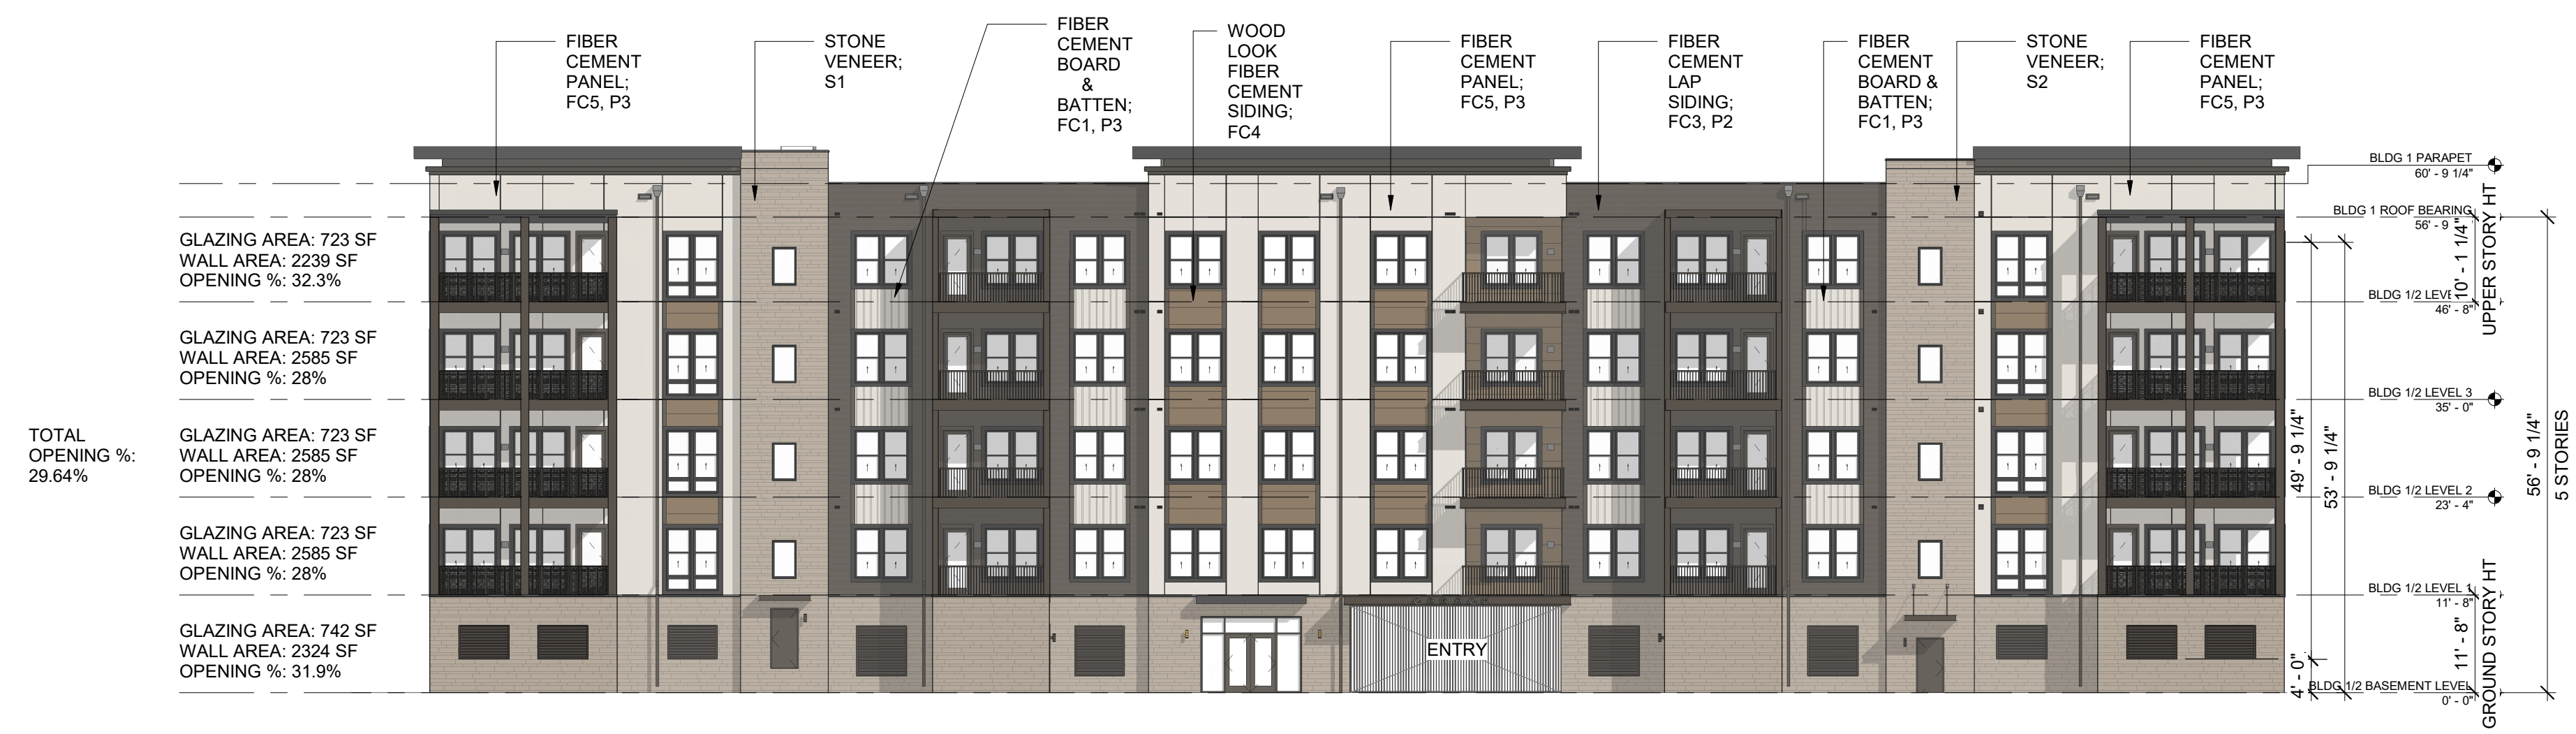 FIBER
CEMENT
PANEL;
FC5, P3
STONE
VENEER;
S1
FIBER
CEMENT
BOARD
&
BATTEN;
FC1, P3
WOOD
LOOK
FIBER
CEMENT
SIDING;
FC4
FIBER
CEMENT
PANEL;
FC5, P3
FIBER
CEMENT
LAP
SIDING;
FC3, P2
FIBER
CEMENT
BOARD &
BATTEN;
FC1, P3
STONE
VENEER;
S2
FIBER
CEMENT
PANEL;
FC5, P3
TOTAL
OPENING %:
29.64%
GLAZING AREA: 723 SF
WALL AREA: 2239 SF
OPENING %: 32.3%
GLAZING AREA: 723 SF
WALL AREA: 2585 SF
OPENING %: 28%
GLAZING AREA: 723 SF
WALL AREA: 2585 SF
OPENING %: 28%
GLAZING AREA: 723 SF
WALL AREA: 2585 SF
OPENING %: 28%
GLAZING AREA: 742 SF
WALL AREA: 2324 SF
OPENING %: 31.9%
ENTRY
BLDG 1 PARAPET
60' - 9 1/4"
BLDG 1 ROOF BEARING
56' - 9
BLDG 1/2 LEVE
46' - 8"
BLDG 1/2 LEVEL 3
35' - 0"
BLDG 1/2 LEVEL 2
23' - 4"
BLDG 1/2 LEVEL 1
11' - 8"
BLDG 1/2 BASEMENT LEVEL
0' - 0"
4' - 0"
49' - 9 1/4"
53' - 9 1/4"
10' - 1 1/4"
UPPER STORY HT
11' - 8"
GROUND STORY HT
56' - 9 1/4"
5 STORIES